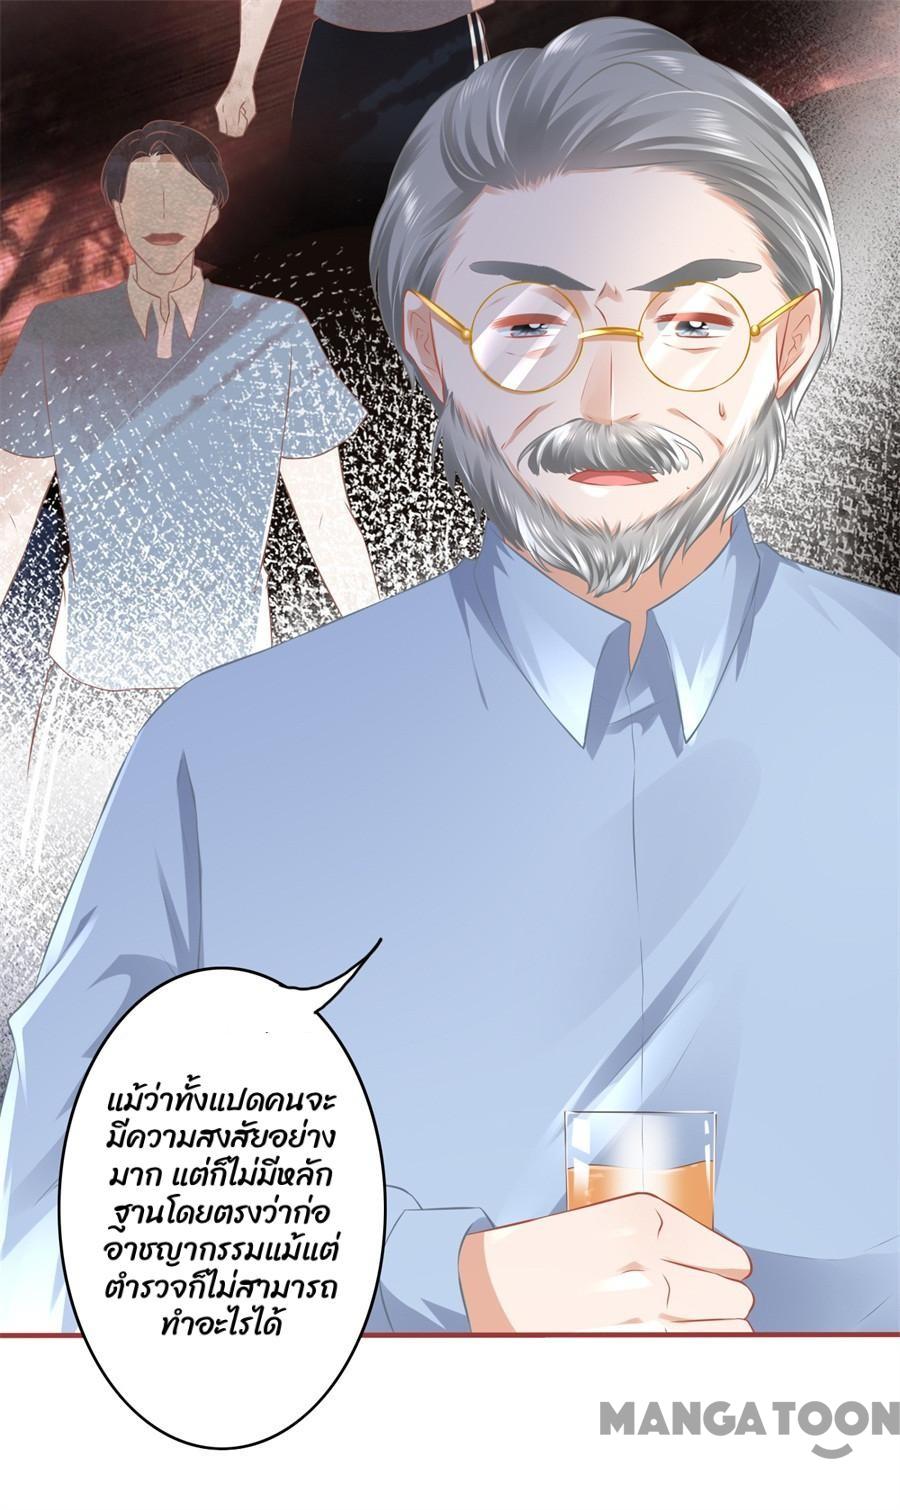 แม้ว่าทั้งแปดคนจะ
มีความสงสัยอย่าง
มาก แต่ก็ไม่มีหลัก
ฐานโดยตรงว่าก่อ
อาชญากรรมแม้แต่
ตำรวจก็ไม่สามารถ
ทำอะไรได้
MANGATOON